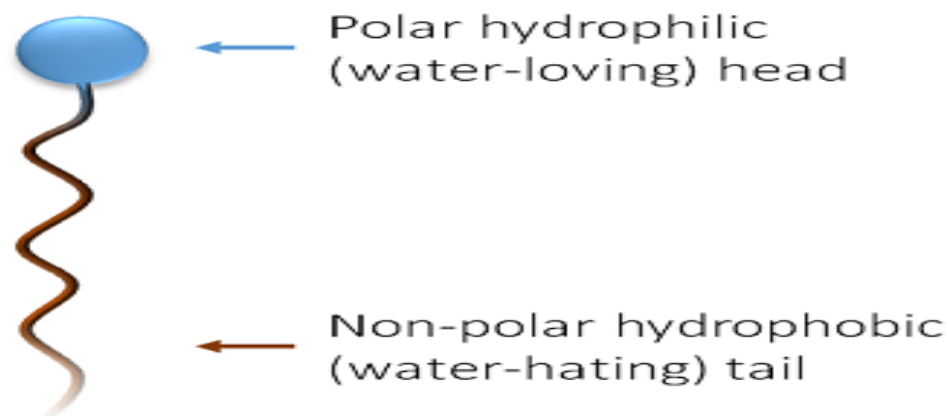 Polar hydrophilic
(water-loving) head
Non-polar hydrophobic
(water-hating) tail